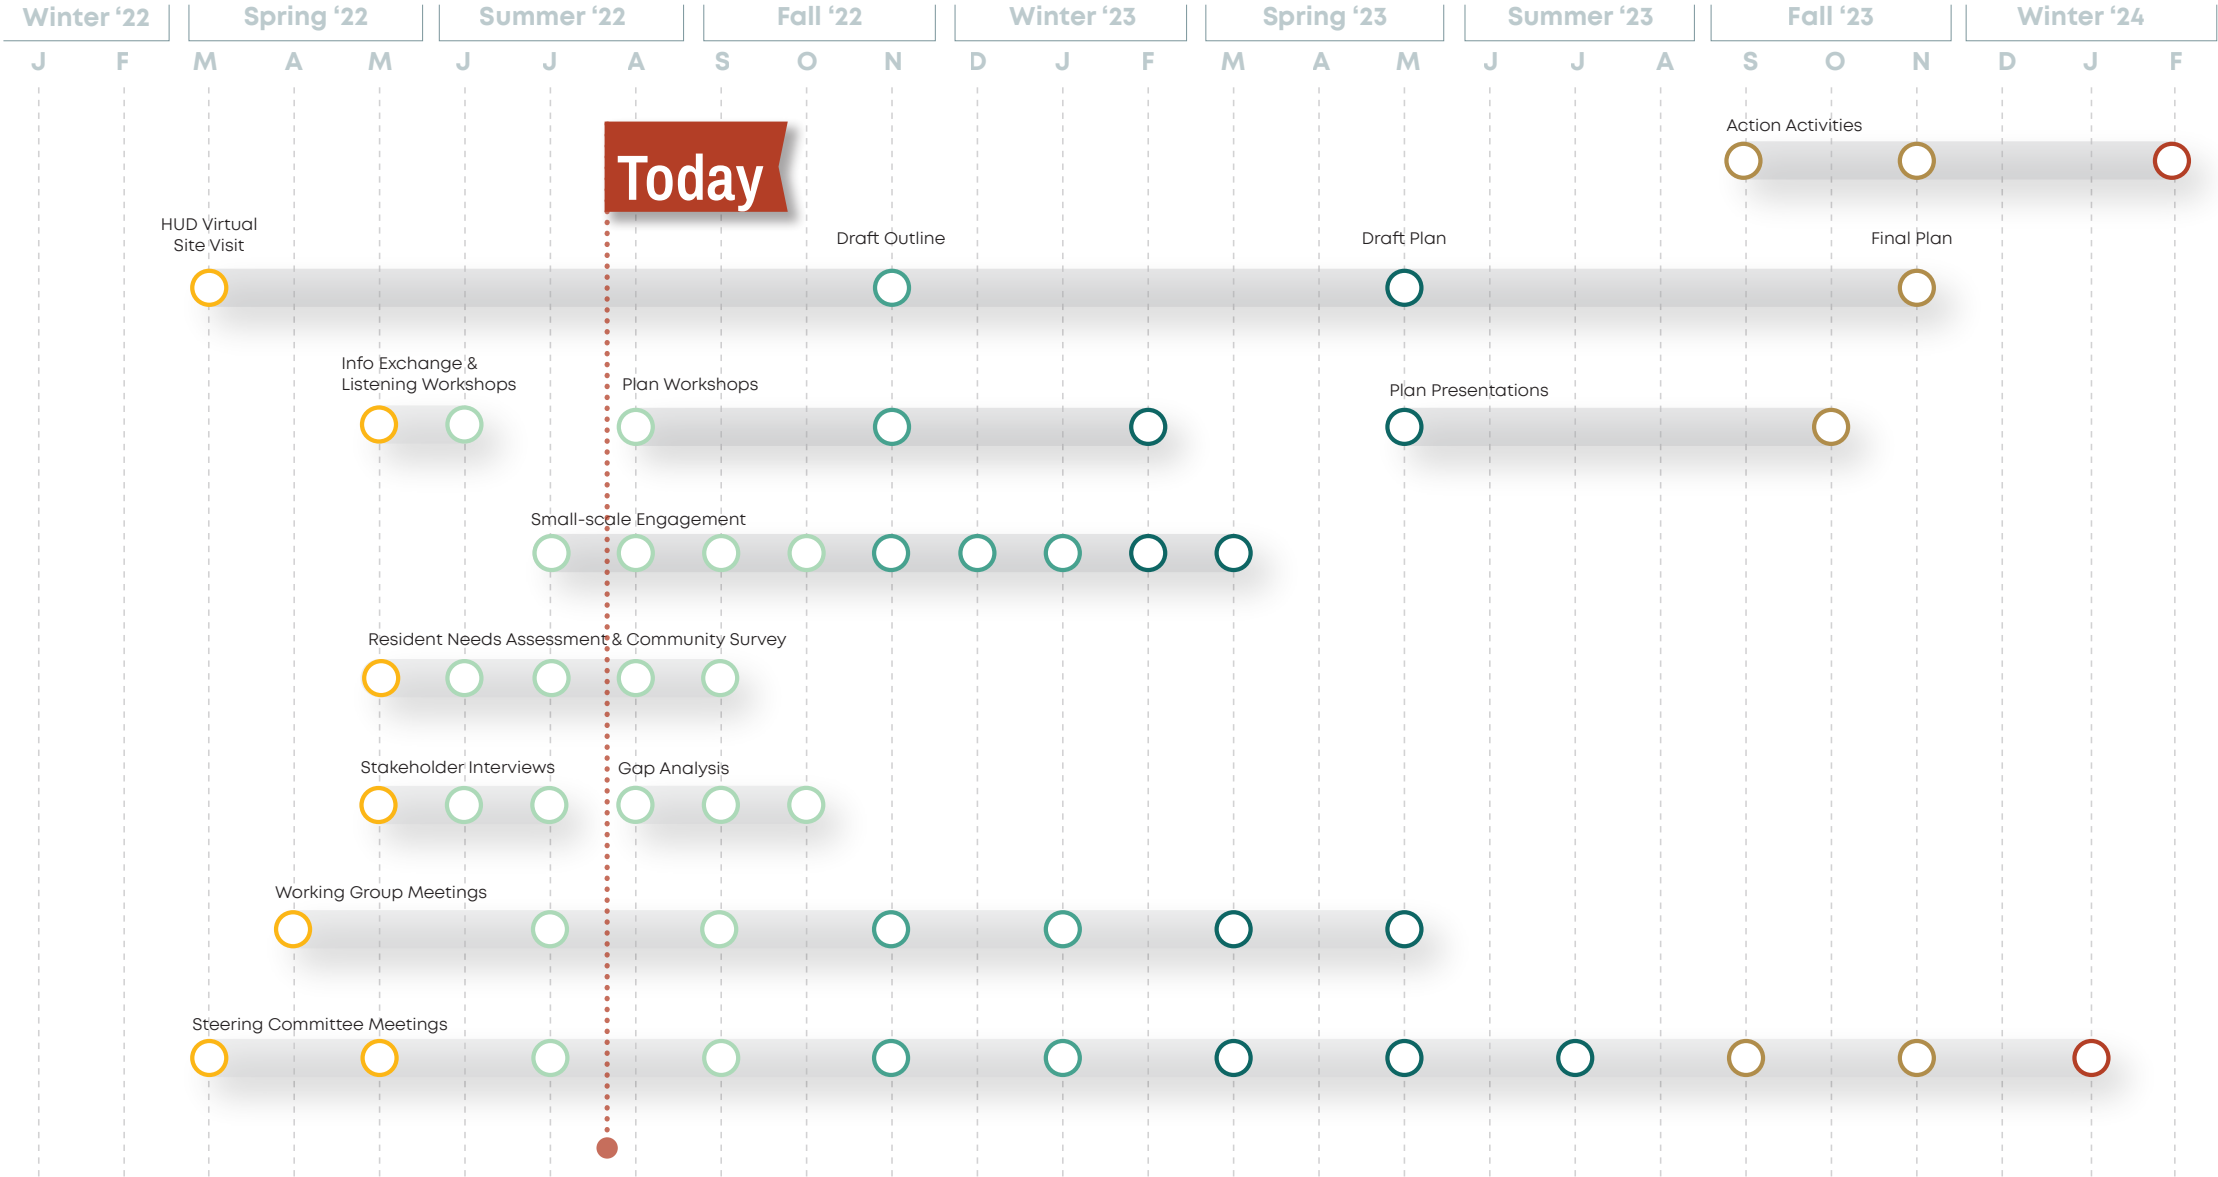 Winter ‘22 Spring ‘22 Summer ‘22 Fall ‘22 Winter ‘23 Spring ‘23 Summer ‘23 Fall ‘23 Winter ‘24
J F M A M J J A S O N D J F M A M J J A S O N D J F
Action Activities
Today
HUD Virtual
Site Visit
Draft Outline
Draft Plan
Final Plan
Info Exchange &
Listening Workshops
Plan Workshops
Plan Presentations
Small-scale Engagement
Resident Needs Assessment & Community Survey
Stakeholder Interviews
Gap Analysis
Working Group Meetings
Steering Committee Meetings